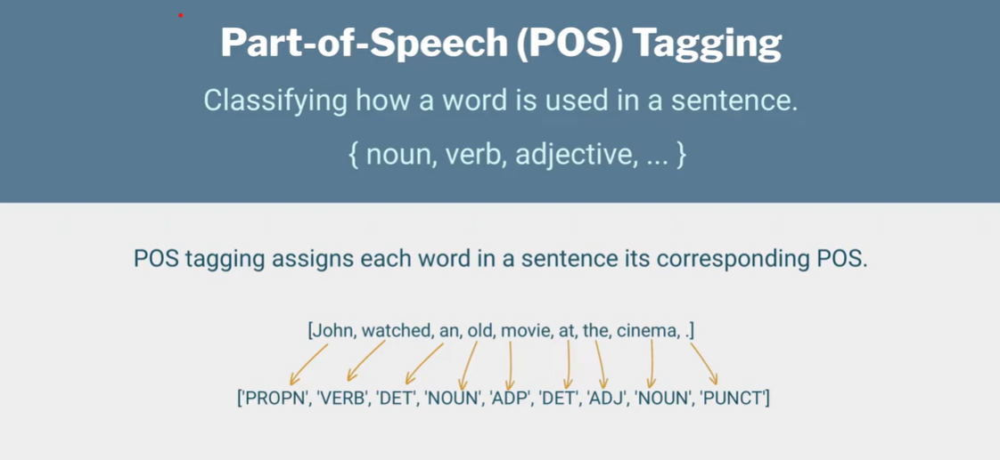 Part-of-Speech (POS) Tagging
Classifying how a word is used in a sentence.
{ noun, verb, adjective, ... }
POS tagging assigns each word in a sentence its corresponding POS.
[John, watched, an, old, movie, at, the, cinema, .]
['PROPN', 'VERB', 'DET', 'NOUN', 'ADP', 'DET', 'ADJ', 'NOUN', 'PUNCT']